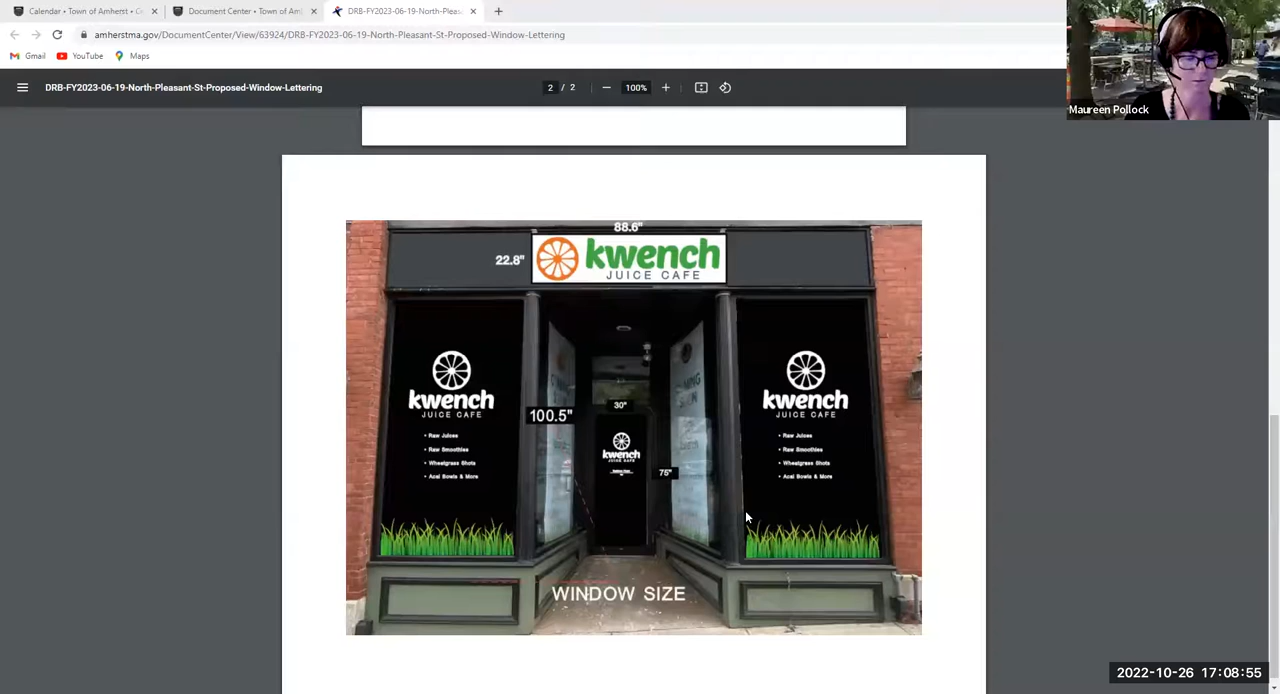 Calendar • Town of Amherst • C
Document Center • Town of Am
DRB-FY2023-06-19-North-Pleas
amherstma.gov/DocumentCenter/View/63924/DRB-FY2023-06-19-North-Pleasant-St-Proposed-Window-Lettering
Gmail
YouTube
Maps
DRB-FY2023-06-19-North-Pleasant-St-Proposed-Window-Lettering
2 / 2
100%
Maureen Pollock
88.6"
22.8"
kwench
JUICE CAFE
kwench
JUICE CAFE
• Raw Juices
• Raw Smoothies
• Wheatgrass Shots
• Acai Bowls & More
100.5"
30"
kwench
75"
kwench
JUICE CAFE
• Raw Juices
• Raw Smoothies
• Wheatgrass Shots
• Acai Bowls & More
WINDOW SIZE
2022-10-26 17:08:55